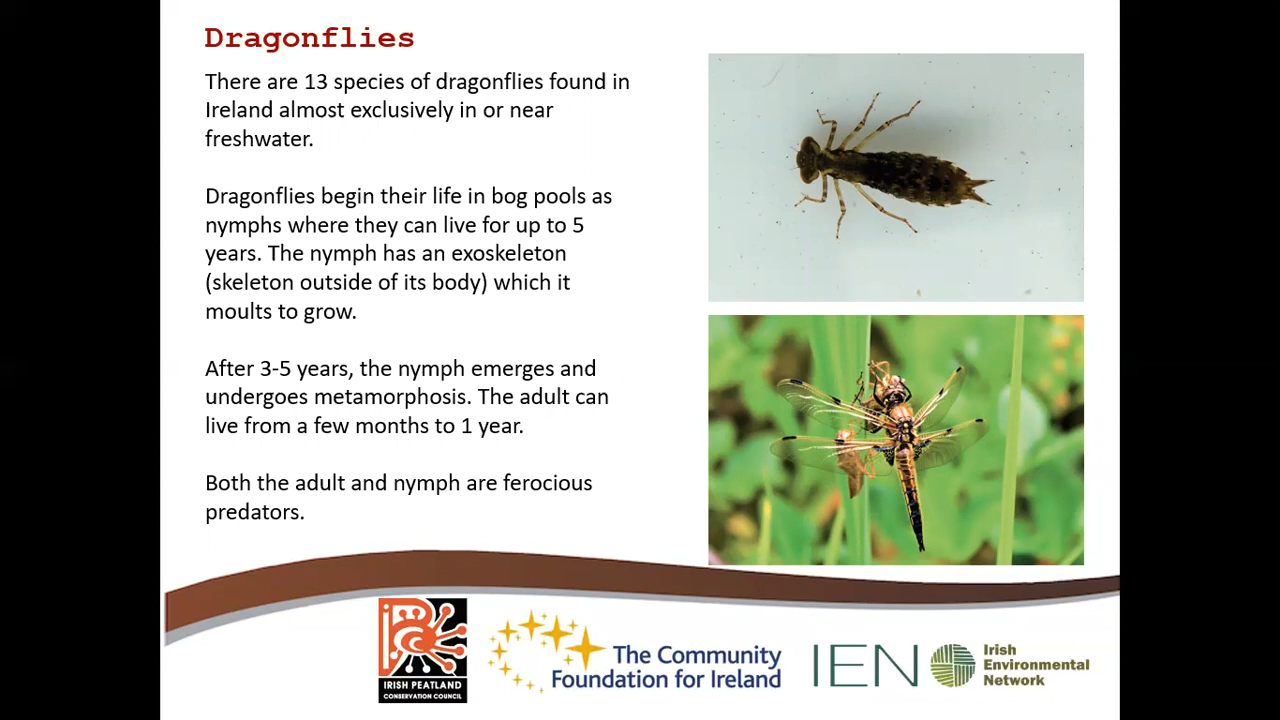 Dragonflies
There are 13 species of dragonflies found in
Ireland almost exclusively in or near
freshwater.
Dragonflies begin their life in bog pools as
nymphs where they can live for up to 5
years. The nymph has an exoskeleton
(skeleton outside of its body) which it
moults to grow.
After 3-5 years, the nymph emerges and
undergoes metamorphosis. The adult can
live from a few months to 1 year.
Both the adult and nymph are ferocious
predators.
IPCC
IRISH PEATLAND
CONSERVATION COUNCIL
The Community
Foundation for Ireland
IEN
Irish
Environmental
Network